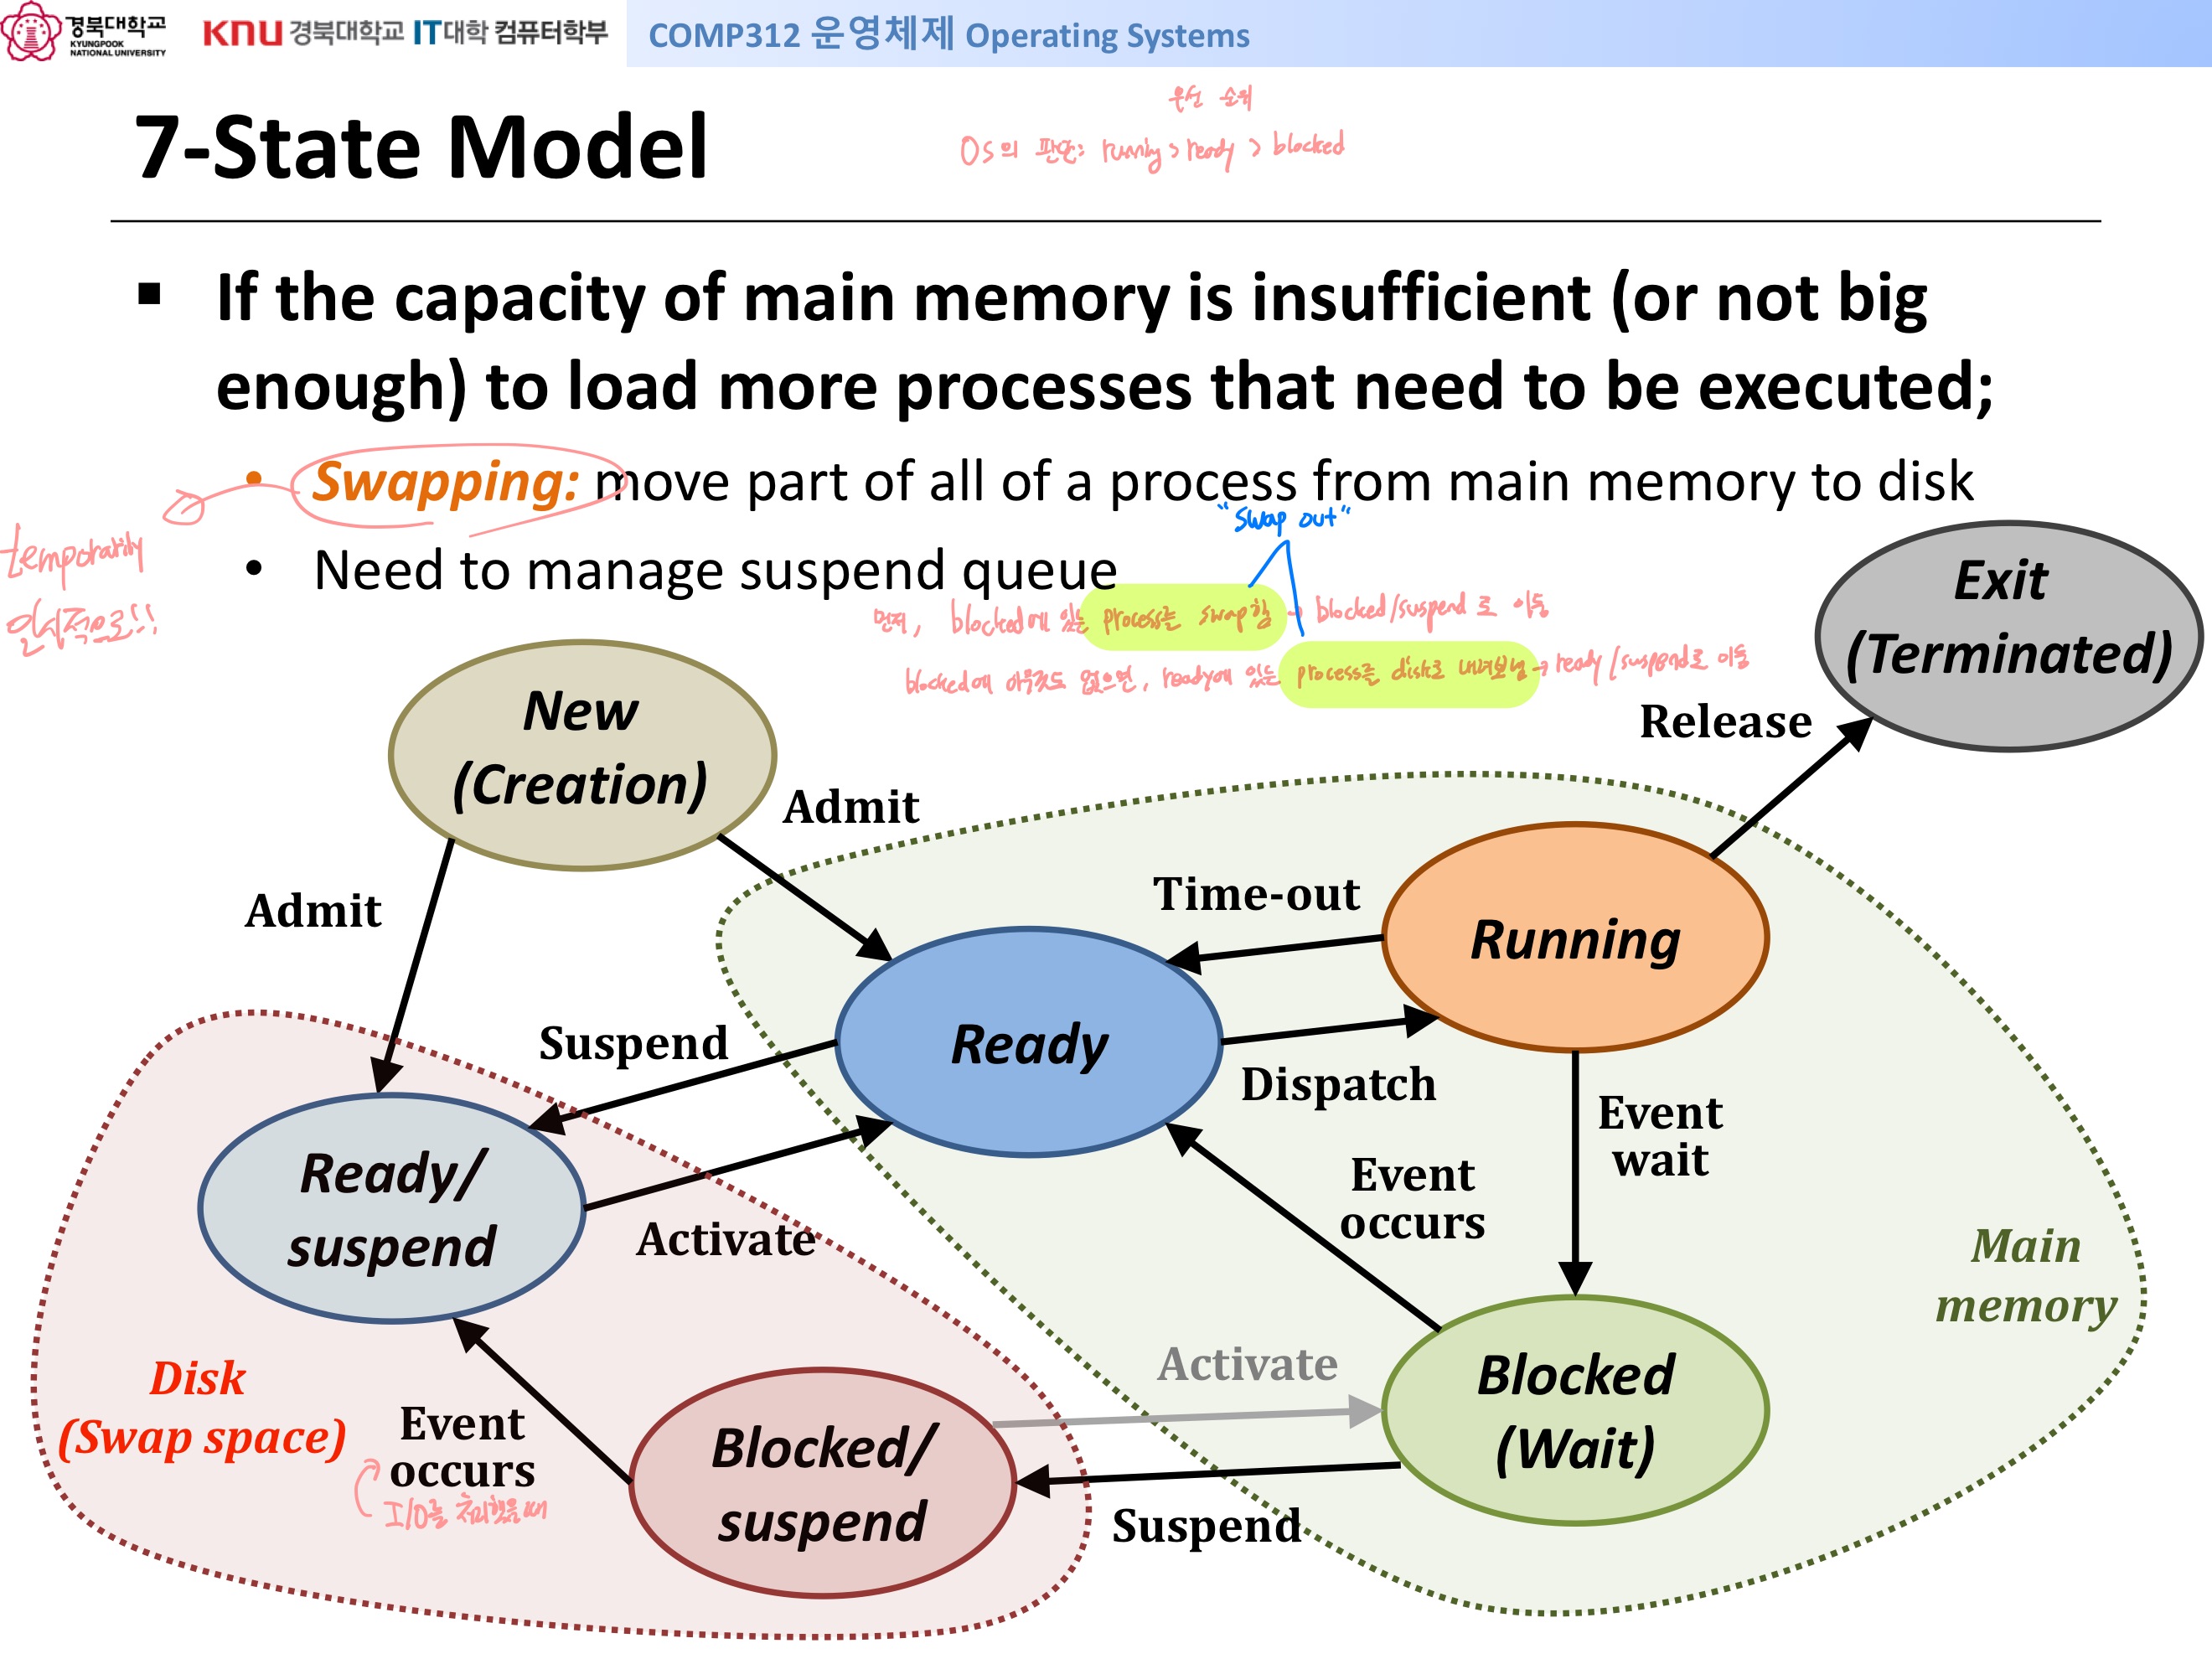 경북대학교
KYUNGPOOK
NATIONAL UNIVERSITY
KNU 경북대학교 IT대학 컴퓨터학부
COMP312 운영체제 Operating Systems
7-State Model
우선 순위
OS의 판단: running > ready > blocked
▪ If the capacity of main memory is insufficient (or not big
enough) to load more processes that need to be executed;
• Swapping: move part of all of a process from main memory to disk
"Swap out"
temporarily
일시적으로!!
• Need to manage suspend queue
먼저, blocked에 있는 process를 swap함 → blocked/suspend 로 이동
blocked에 아무것도 없으면, ready에 있는 process를 disk로 내려보냄 → ready/suspend로 이동
Exit
(Terminated)
New
(Creation)
Release
Admit
Admit
Time-out
Running
Suspend
Ready
Dispatch
Event
wait
Ready/
suspend
Activate
Event
occurs
Main
memory
Disk
(Swap space)
Event
occurs
I/O를 처리했을 때
Blocked/
suspend
Activate
Blocked
(Wait)
Suspend